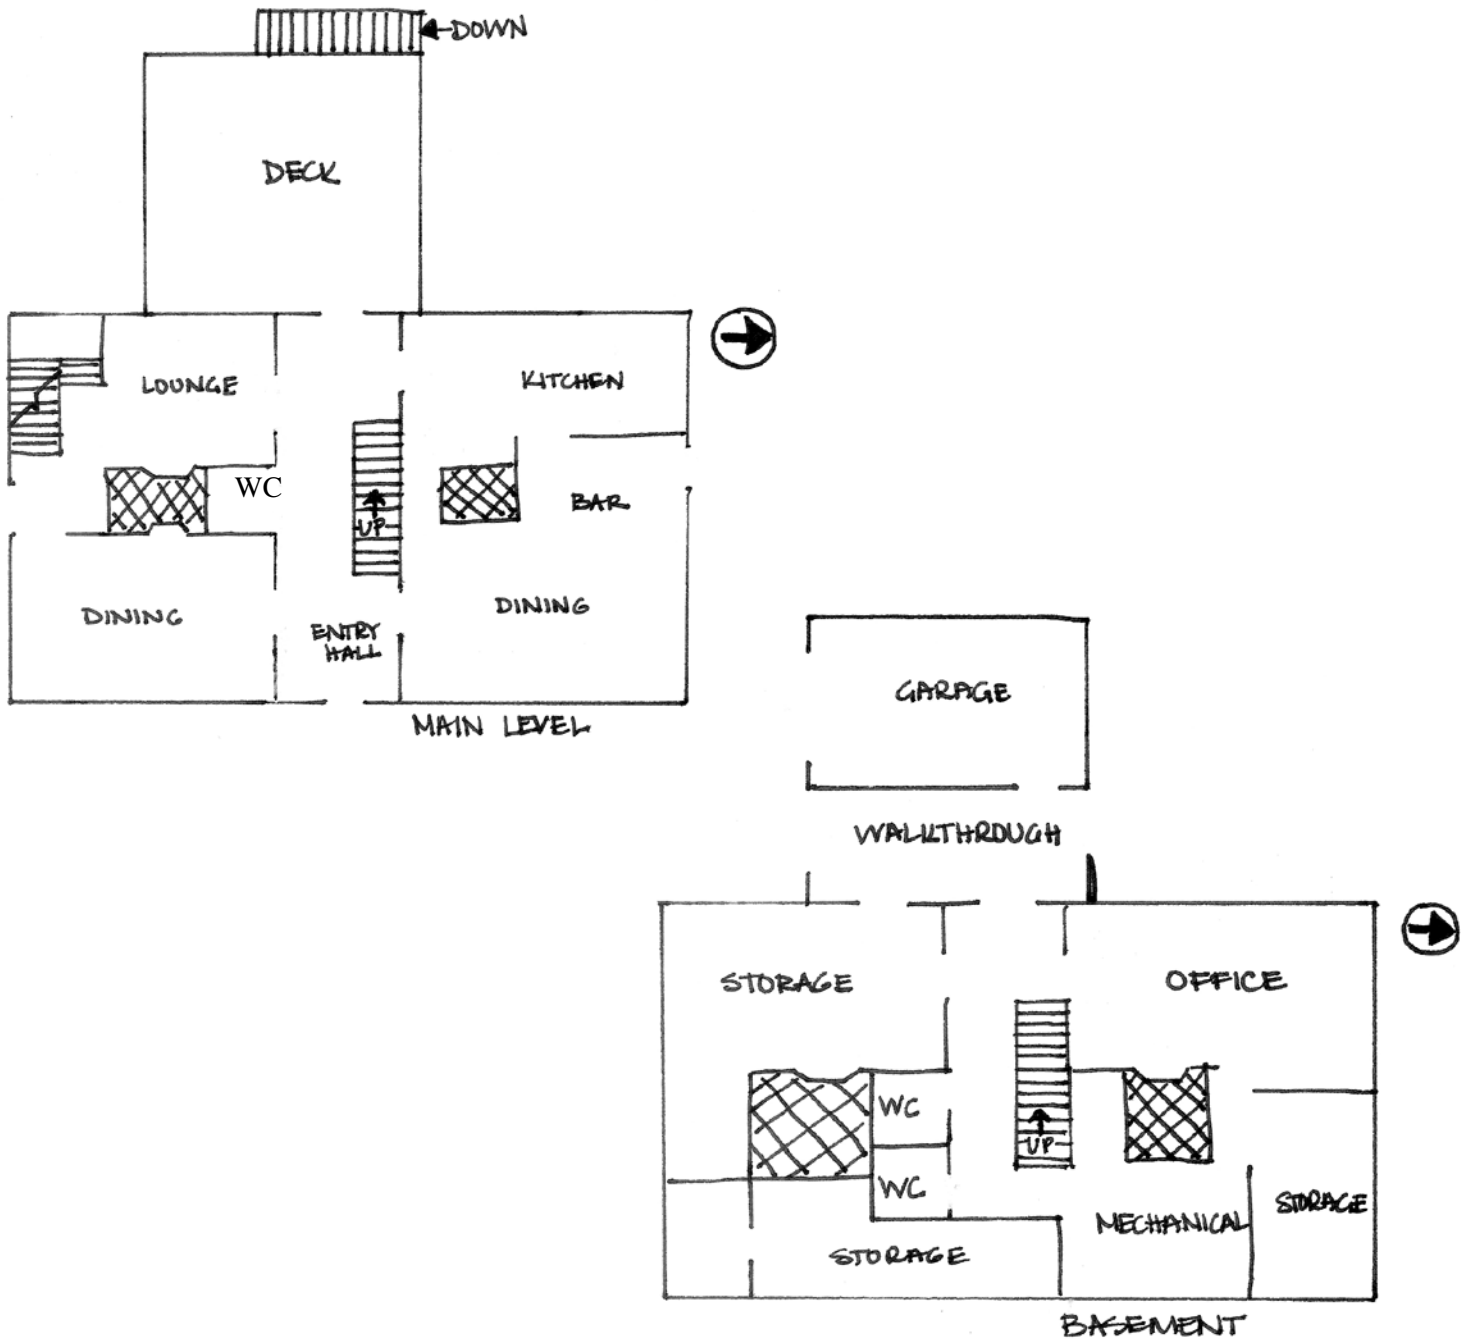 DOWN
DECK
LOUNGE
KITCHEN
WC
BAR
UP
DINING
DINING
ENTRY
HALL
MAIN LEVEL
GARAGE
WALKTHROUGH
STORAGE
OFFICE
WC
UP
WC
STORAGE
MECHANICAL
STORAGE
BASEMENT